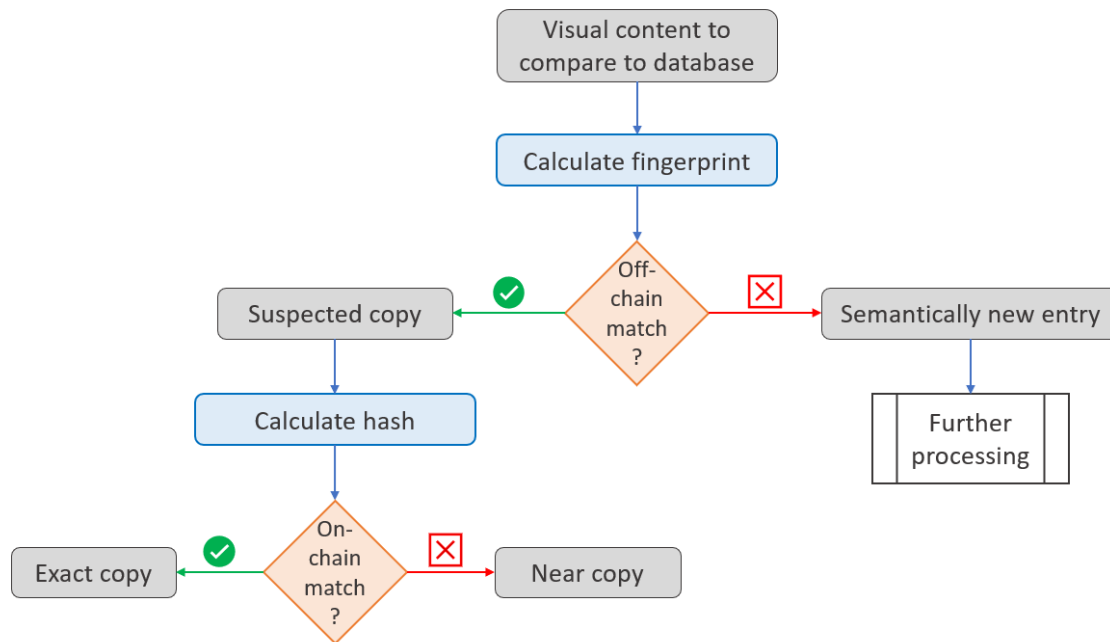 Visual content to
compare to database
Calculate fingerprint
Off-
chain
match
?
Suspected copy
Semantically new entry
Calculate hash
Further
processing
On-
chain
match
?
Exact copy
Near copy